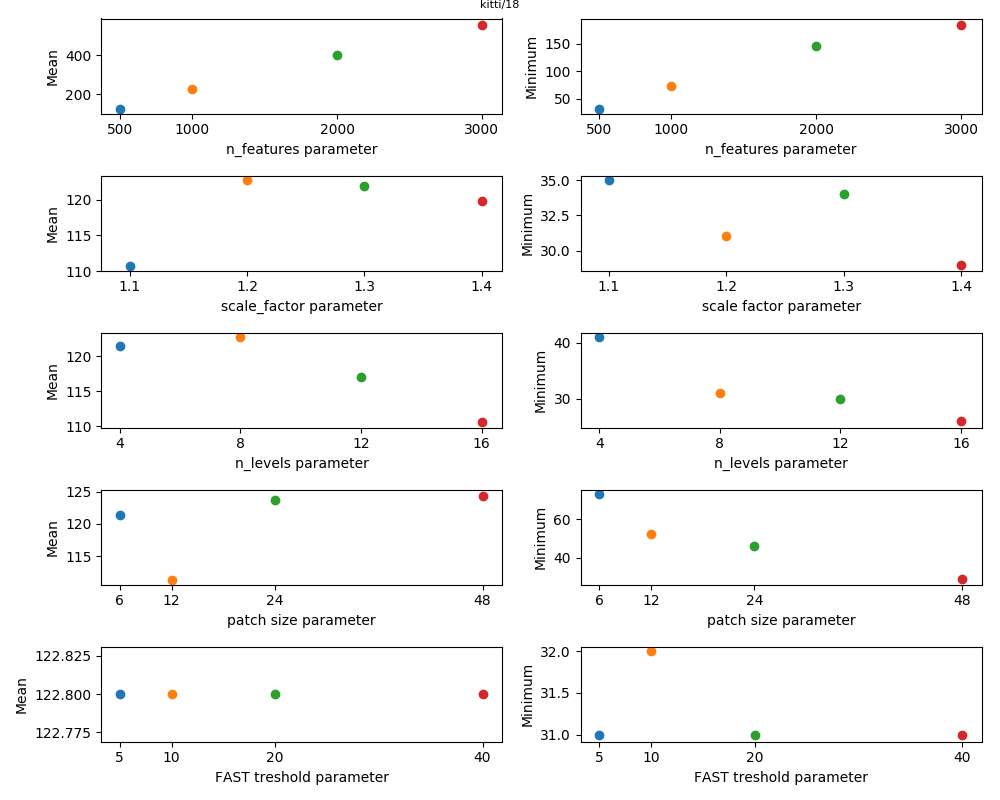 kitti/18
Mean
400
200
500 1000 2000 3000
n_features parameter
Minimum
150
100
50
500 1000 2000 3000
n_features parameter
Mean
120
115
110
1.1 1.2 1.3 1.4
scale_factor parameter
Minimum
35.0
32.5
30.0
1.1 1.2 1.3 1.4
scale factor parameter
Mean
120
115
110
4 8 12 16
n_levels parameter
Minimum
40
30
4 8 12 16
n_levels parameter
Mean
125
120
115
6 12 24 48
patch size parameter
Minimum
60
40
6 12 24 48
patch size parameter
Mean
122.825
122.800
122.775
5 10 20 40
FAST treshold parameter
Minimum
32.0
31.5
31.0
5 10 20 40
FAST treshold parameter